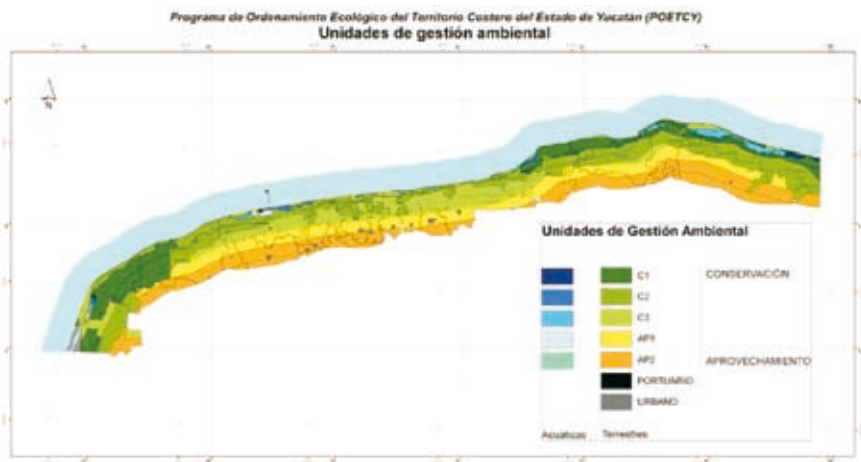 Programa de Ordenamiento Ecológico del Territorio Costero del Estado de Yucatán (POETCY)
Unidades de gestión ambiental
N
Unidades de Gestión Ambiental
C1 CONSERVACIÓN
C2
C3
AP1
AP2 APROVECHAMIENTO
PORTUARIO
URBANO
Acuáticas Terrestres